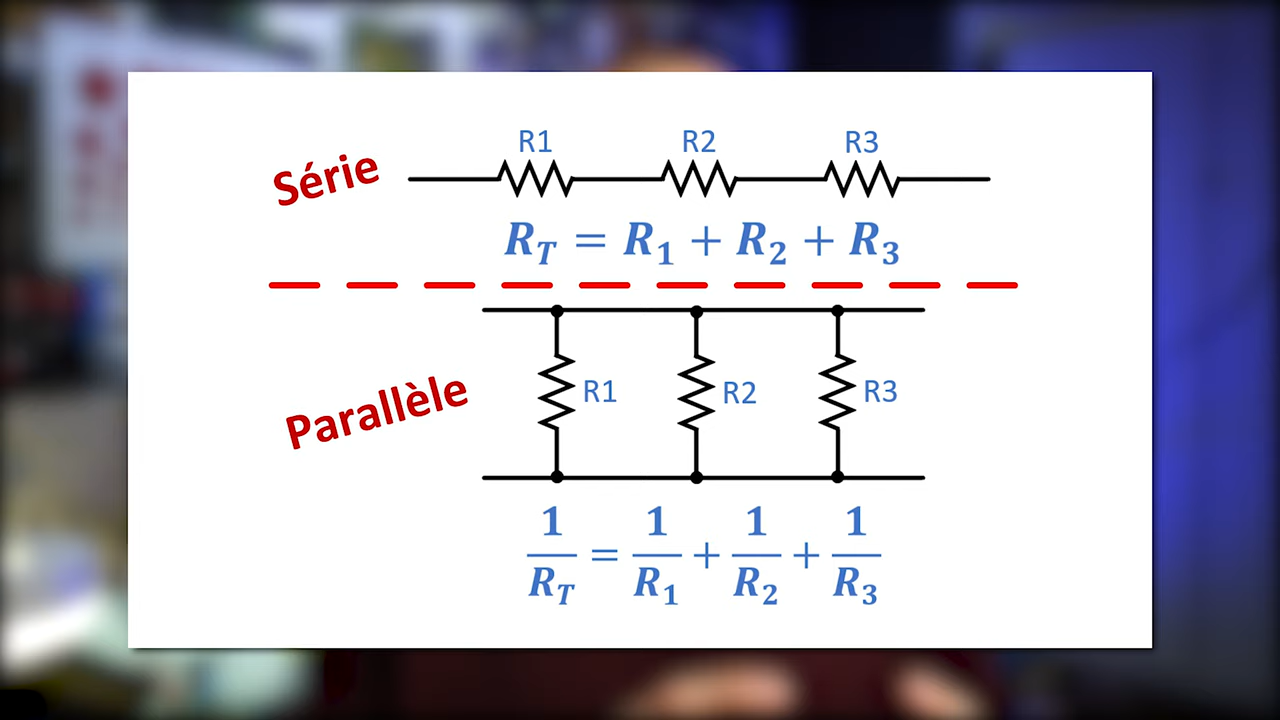 R1 R2 R3
Série
R_T = R_1 + R_2 + R_3
Parallèle
R1 R2 R3
1/R_T = 1/R_1 + 1/R_2 + 1/R_3